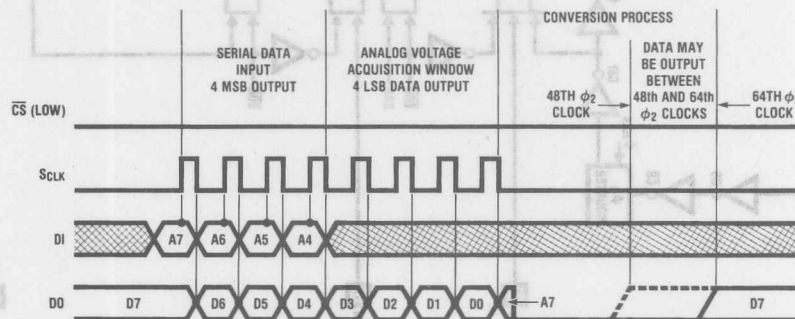 CONVERSION PROCESS
SERIAL DATA
INPUT
4 MSB OUTPUT
ANALOG VOLTAGE
ACQUISITION WINDOW
4 LSB DATA OUTPUT
DATA MAY
BE OUTPUT
BETWEEN
48th AND 64th
ϕ2 CLOCKS
48TH ϕ2
CLOCK
64TH ϕ
CLOCK
CS (LOW)
SCLK
DI
A7 A6 A5 A4
DO
D7 D6 D5 D4 D3 D2 D1 D0 A7 D7